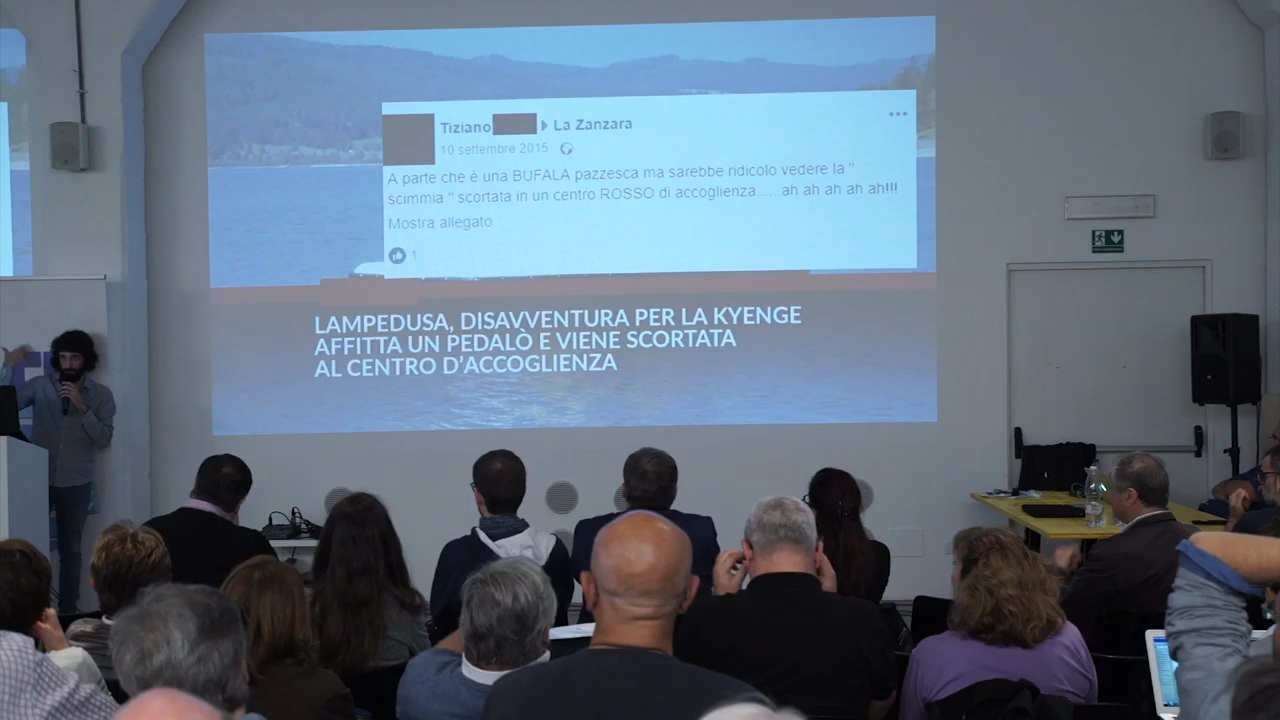 Tiziano ▸ La Zanzara
10 settembre 2015
A parte che è una BUFALA pazzesca ma sarebbe ridicolo vedere la "
scimmia " scortata in un centro ROSSO di accoglienza..... ah ah ah ah ah!!!
Mostra allegato
1
LAMPEDUSA, DISAVVENTURA PER LA KYENGE
AFFITTA UN PEDALÒ E VIENE SCORTATA
AL CENTRO D'ACCOGLIENZA